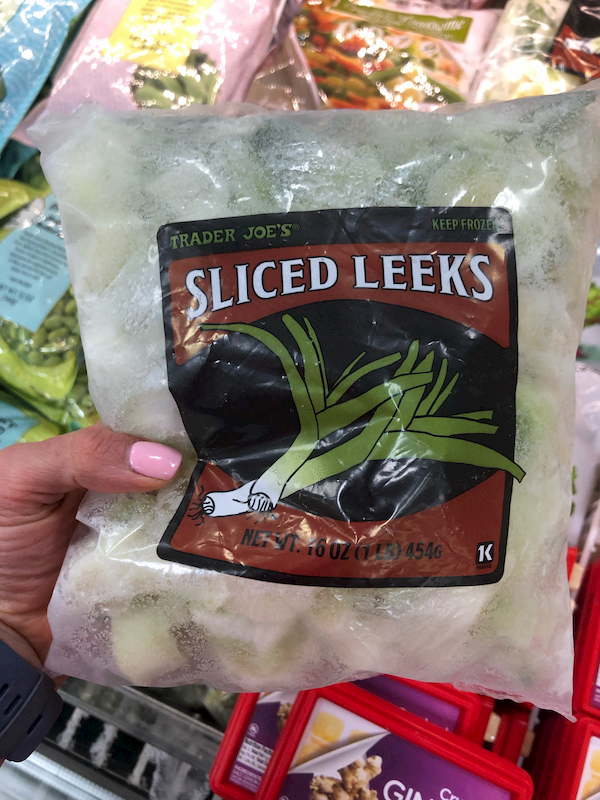 TRADER JOE'S®
KEEP FROZEN
SLICED LEEKS
NET WT. 16 OZ (1 LB) 454G
K